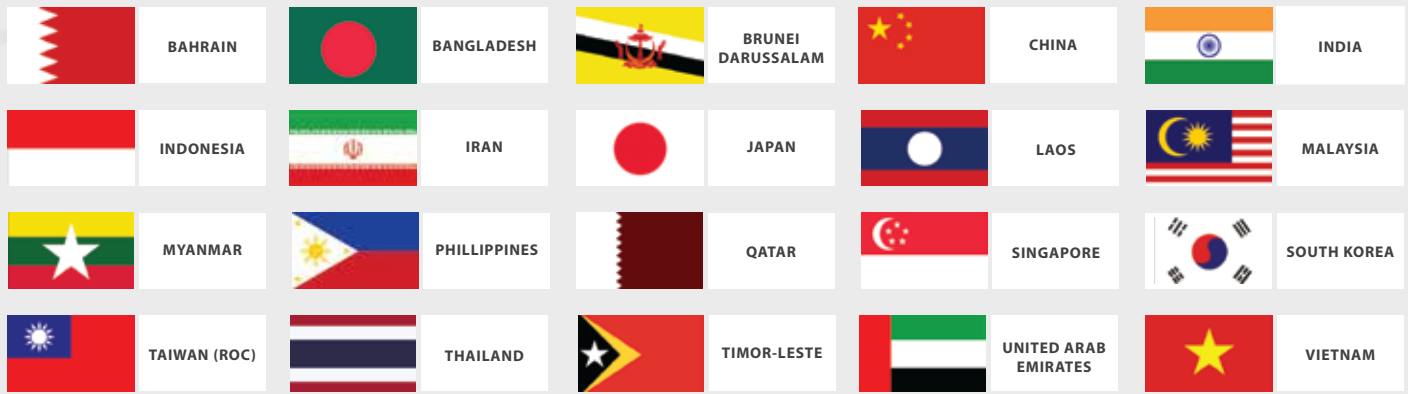 BAHRAIN
BANGLADESH
BRUNEI
DARUSSALAM
CHINA
INDIA
INDONESIA
IRAN
JAPAN
LAOS
MALAYSIA
MYANMAR
PHILLIPPINES
QATAR
SINGAPORE
SOUTH KOREA
TAIWAN (ROC)
THAILAND
TIMOR-LESTE
UNITED ARAB
EMIRATES
VIETNAM